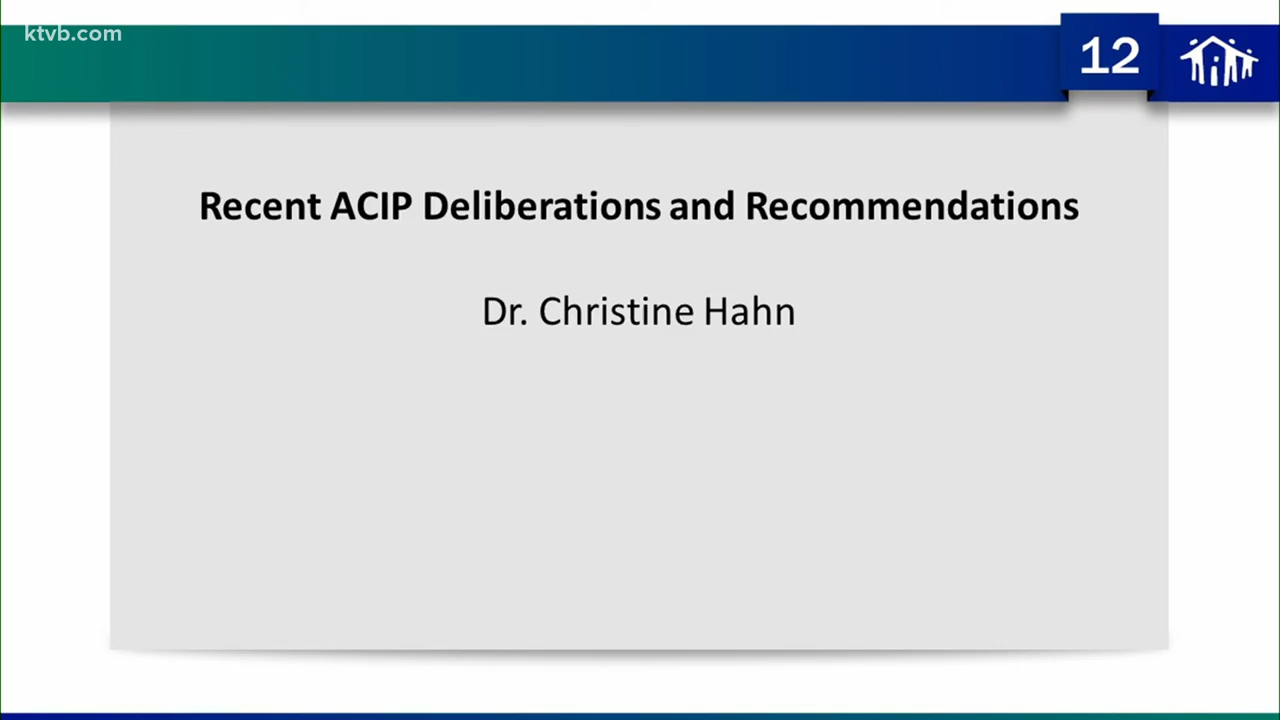 ktvb.com
12
Recent ACIP Deliberations and Recommendations
Dr. Christine Hahn